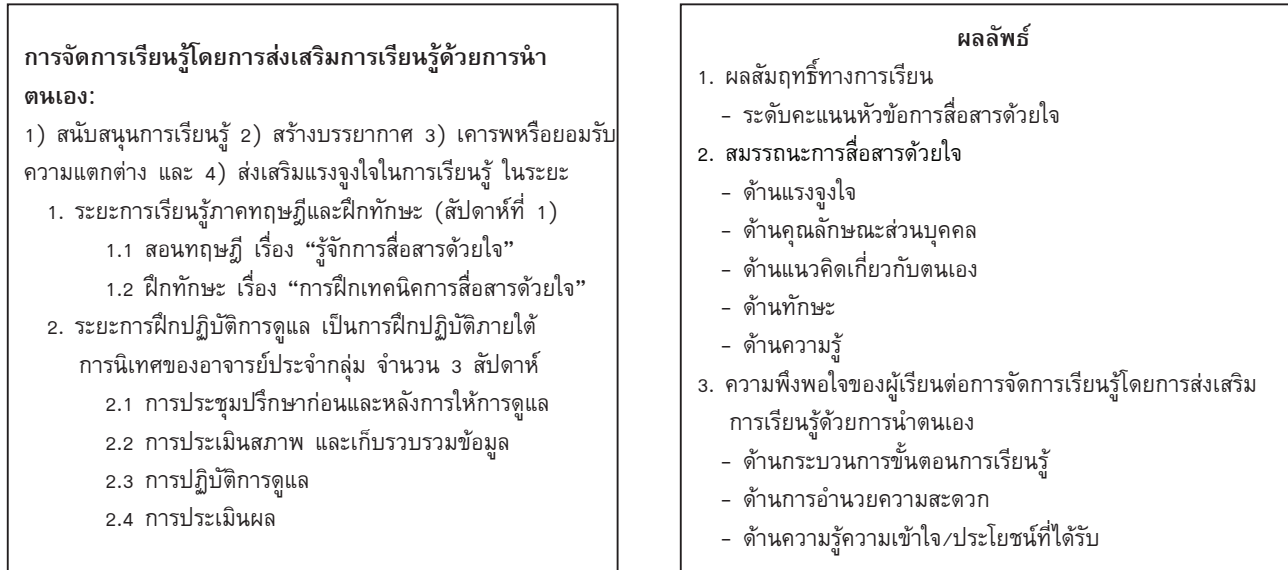 การจัดการเรียนรู้โดยการส่งเสริมการเรียนรู้ด้วยการนำ
ตนเอง:
1) สนับสนุนการเรียนรู้ 2) สร้างบรรยากาศ 3) เคารพหรือยอมรับ
ความแตกต่าง และ 4) ส่งเสริมแรงจูงใจในการเรียนรู้ ในระยะ
1. ระยะการเรียนรู้ภาคทฤษฎีและฝึกทักษะ (สัปดาห์ที่ 1)
1.1 สอนทฤษฎี เรื่อง “รู้จักการสื่อสารด้วยใจ”
1.2 ฝึกทักษะ เรื่อง “การฝึกเทคนิคการสื่อสารด้วยใจ”
2. ระยะการฝึกปฏิบัติการดูแล เป็นการฝึกปฏิบัติภายใต้
การนิเทศของอาจารย์ประจำกลุ่ม จำนวน 3 สัปดาห์
2.1 การประชุมปรึกษาก่อนและหลังการให้การดูแล
2.2 การประเมินสภาพ และเก็บรวบรวมข้อมูล
2.3 การปฏิบัติการดูแล
2.4 การประเมินผล
ผลลัพธ์
1. ผลสัมฤทธิ์ทางการเรียน
- ระดับคะแนนหัวข้อการสื่อสารด้วยใจ
2. สมรรถนะการสื่อสารด้วยใจ
- ด้านแรงจูงใจ
- ด้านคุณลักษณะส่วนบุคคล
- ด้านแนวคิดเกี่ยวกับตนเอง
- ด้านทักษะ
- ด้านความรู้
3. ความพึงพอใจของผู้เรียนต่อการจัดการเรียนรู้โดยการส่งเสริม
การเรียนรู้ด้วยการนำตนเอง
- ด้านกระบวนการขั้นตอนการเรียนรู้
- ด้านการอำนวยความสะดวก
- ด้านความรู้ความเข้าใจ/ประโยชน์ที่ได้รับ